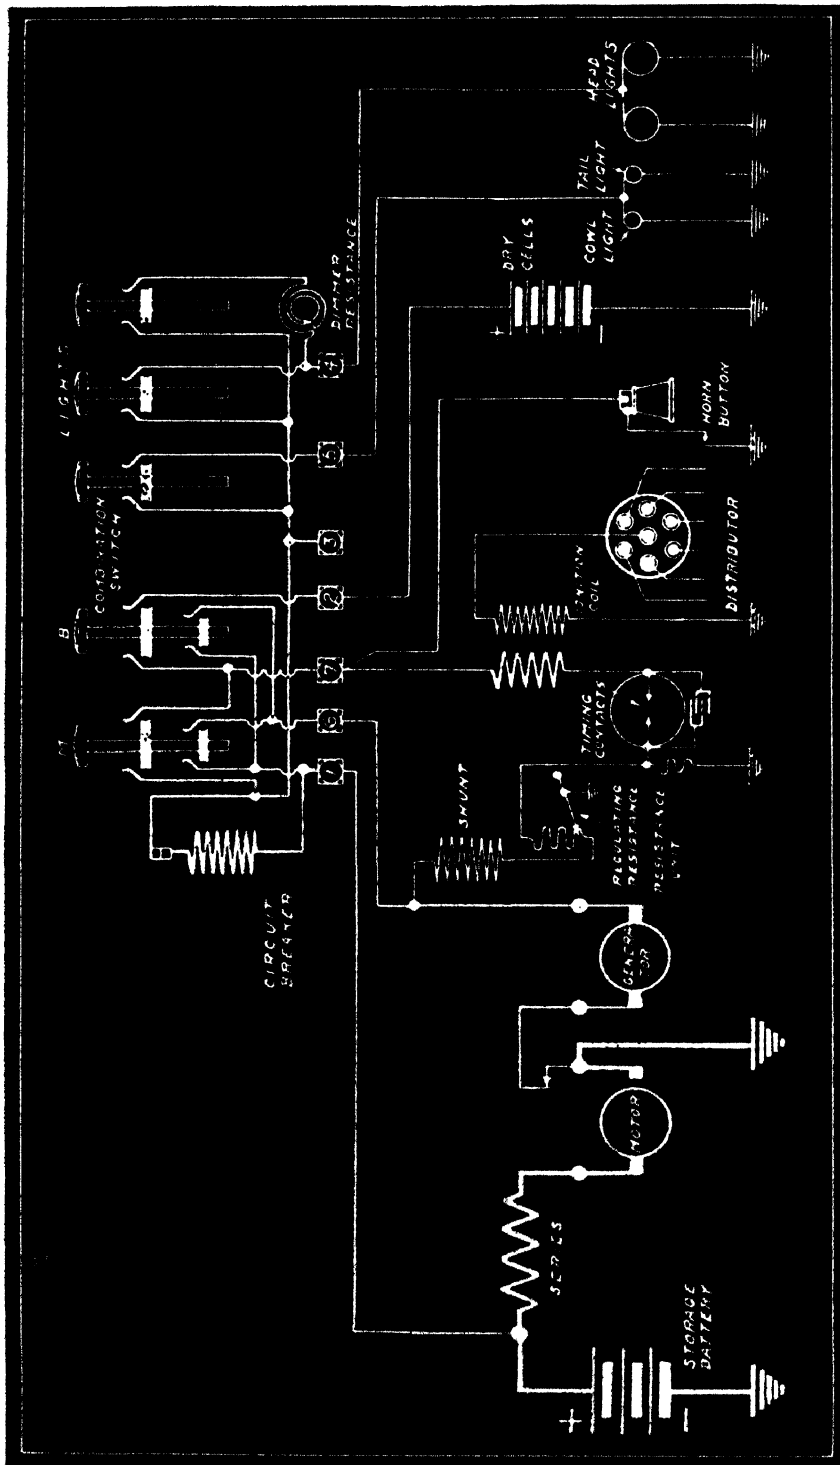 LIGHTS
COMBINATION
SWITCH
B
M
DIMMER
RESISTANCE
4
5
3
2
7
6
1
CIRCUIT
BREAKER
HEAD
LIGHTS
TAIL
LIGHT
COWL
LIGHT
DRY
CELLS
+
−
HORN
BUTTON
DISTRIBUTOR
IGNITION
COIL
TIMING
CONTACTS
SHUNT
REGULATING
RESISTANCE
RESISTANCE
UNIT
GENERA
TOR
MOTOR
SERIES
STORAGE
BATTERY
+
−